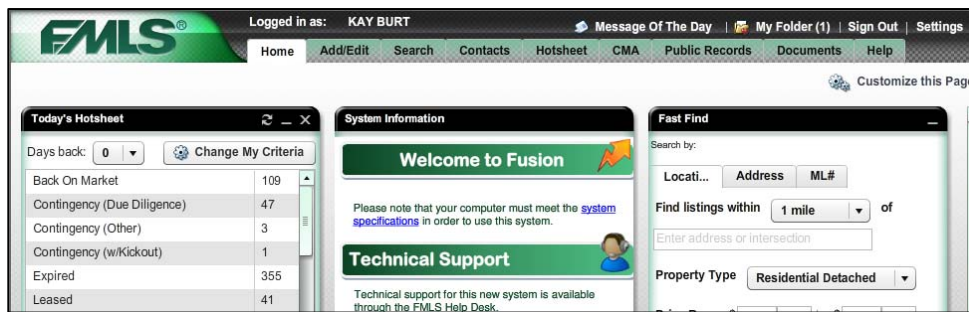 FMLS®
Logged in as: KAY BURT
Message Of The Day | My Folder (1) | Sign Out | Settings
Home Add/Edit Search Contacts Hotsheet CMA Public Records Documents Help
Customize this Pag
Today's Hotsheet
Days back: 0 Change My Criteria
Back On Market 109
Contingency (Due Diligence) 47
Contingency (Other) 3
Contingency (w/Kickout) 1
Expired 355
Leased 41
System Information
Welcome to Fusion
Please note that your computer must meet the system
specifications in order to use this system.
Technical Support
Technical support for this new system is available
through the FMLS Help Desk.
Fast Find
Search by:
Locati... Address ML#
Find listings within 1 mile of
Enter address or intersection
Property Type Residential Detached